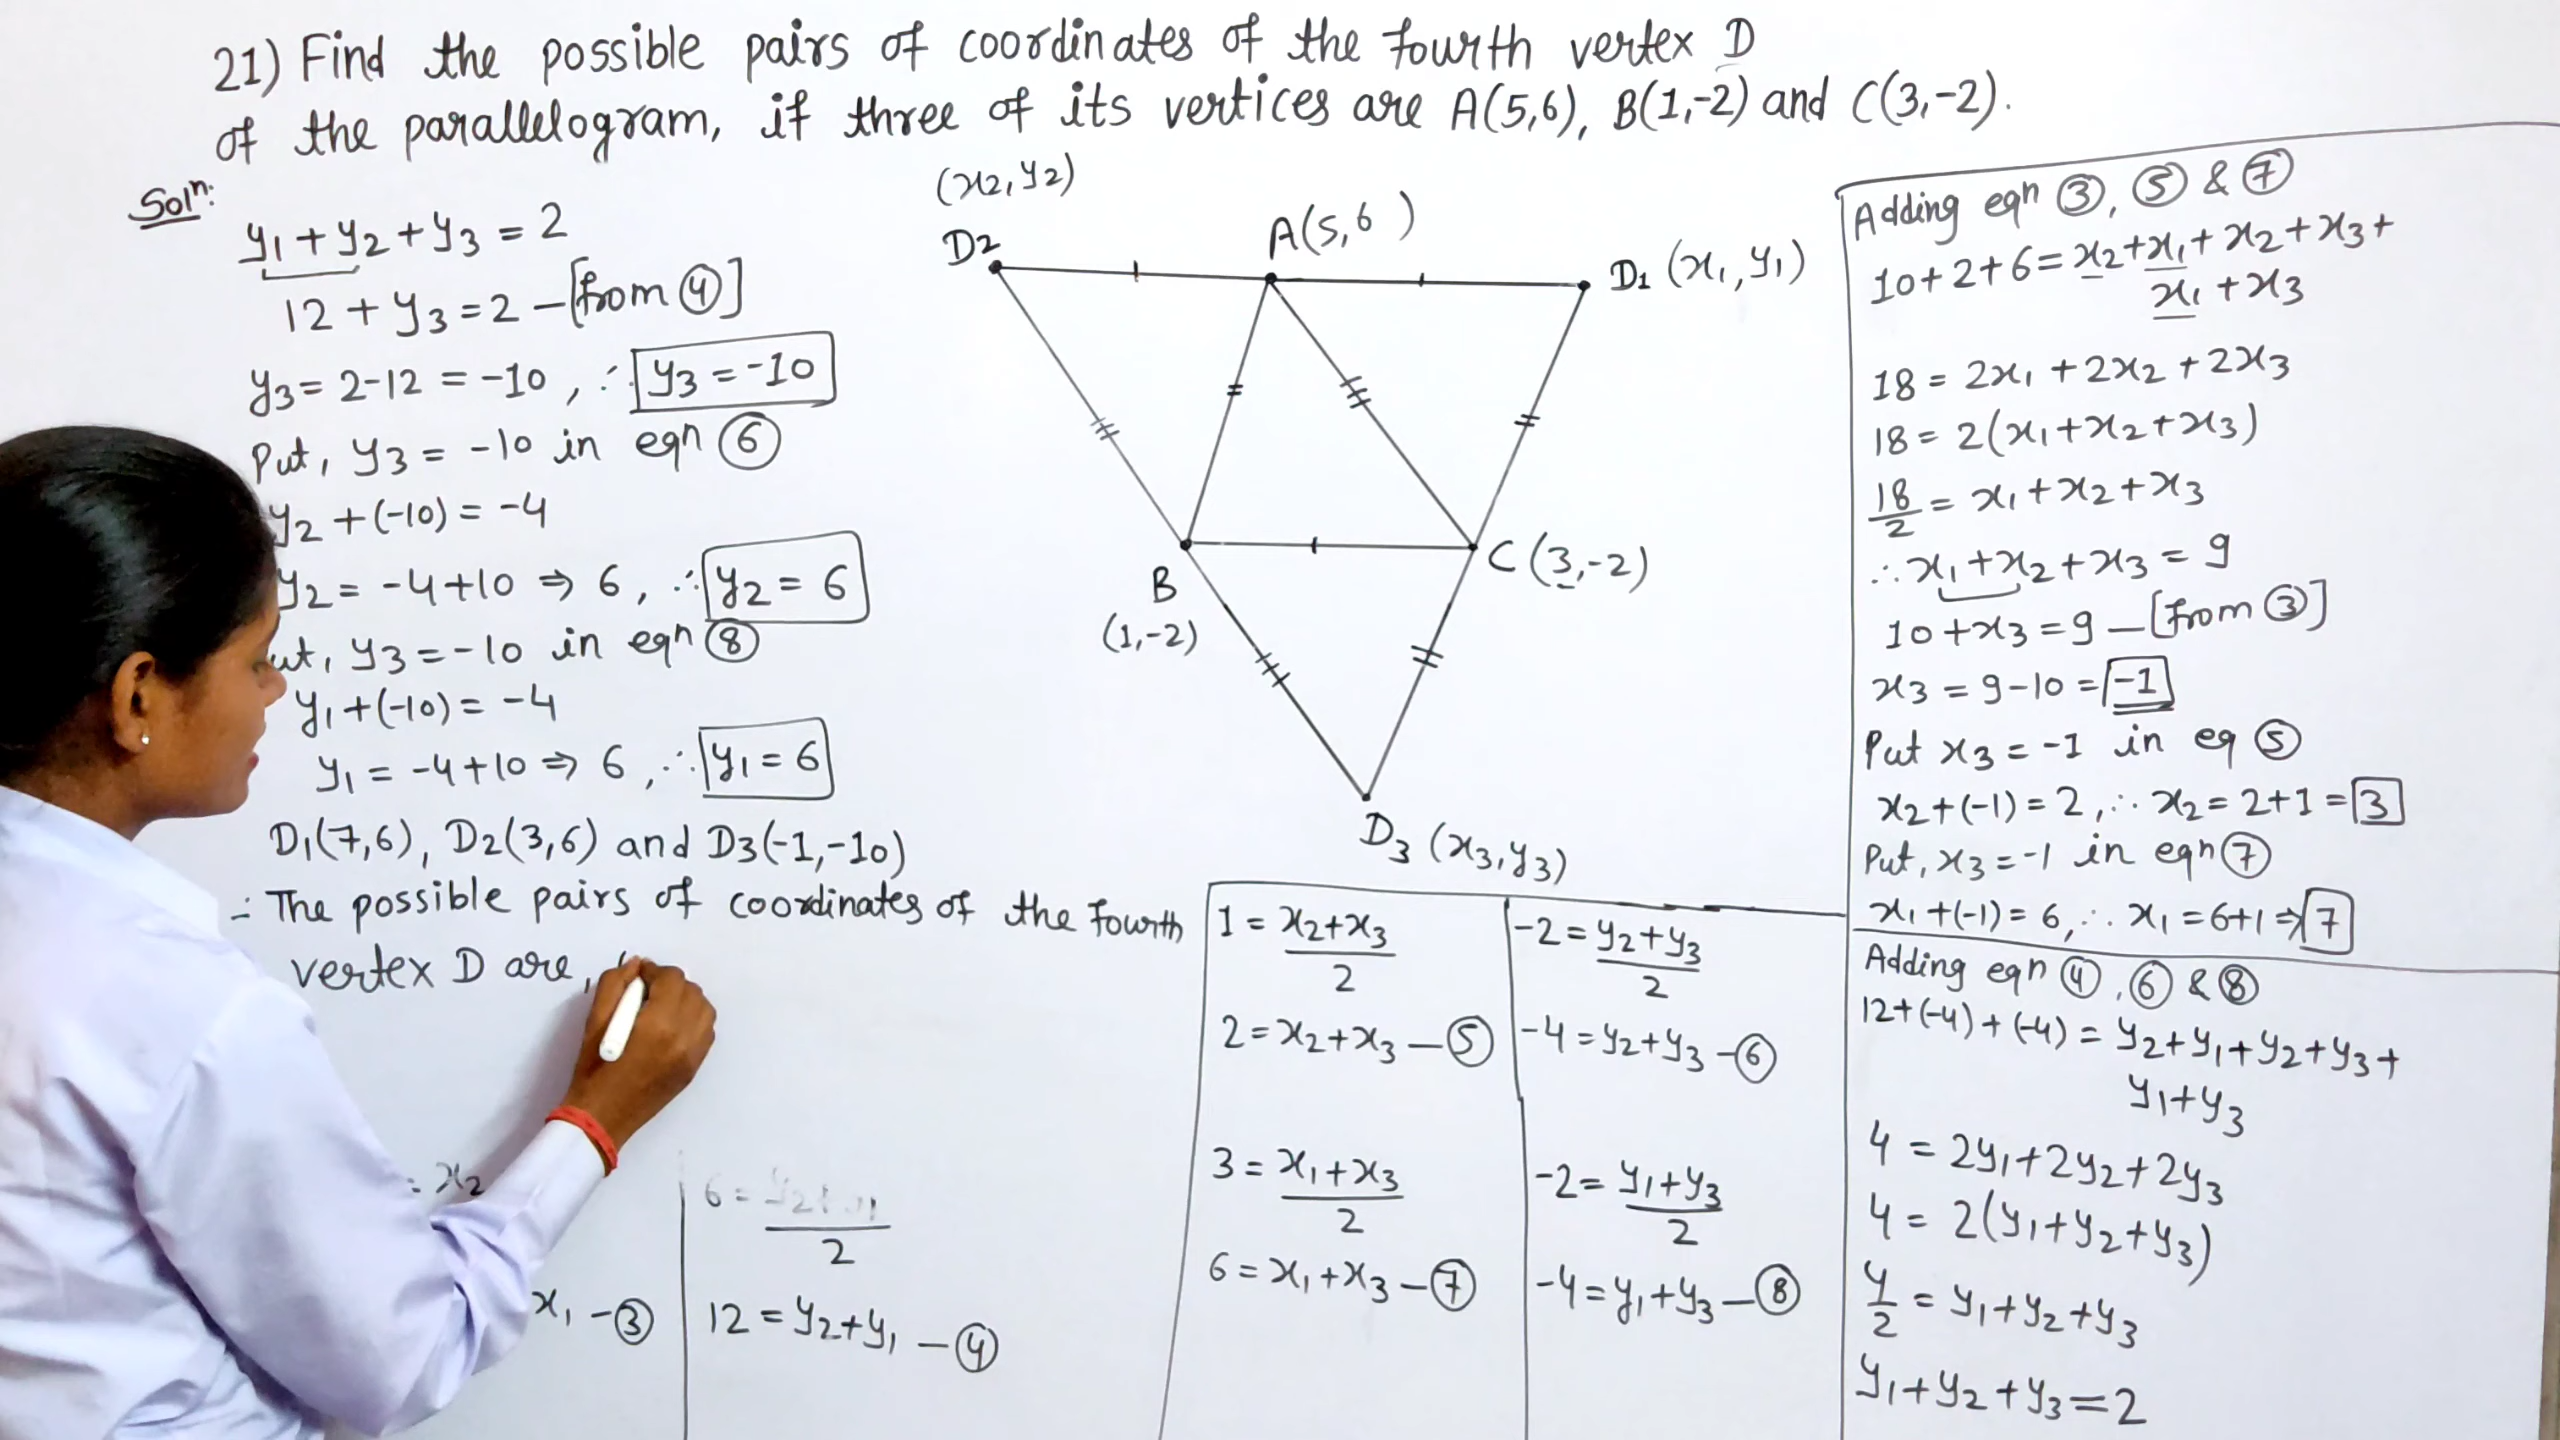 21) Find the possible pairs of coordinates of the fourth vertex D
of the parallelogram, if three of its vertices are A(5,6), B(1,-2) and C(3,-2).
Solⁿ:
y₁+y₂+y₃ = 2
12 + y₃ = 2 – [from ④]
y₃ = 2-12 = -10 , ∴ y₃ = -10
Put, y₃ = -10 in eqⁿ ⑥
y₂ + (-10) = -4
y₂ = -4+10 ⇒ 6, ∴ y₂ = 6
ut, y₃ = -10 in eqⁿ ⑧
y₁+(-10) = -4
y₁ = -4+10 ⇒ 6, ∴ y₁ = 6
D₁(7,6), D₂(3,6) and D₃(-1,-10)
∴ The possible pairs of coordinates of the fourth
vertex D are, (
= x₂
x₁ – ③
6 = y₂+y₁/2
12 = y₂+y₁ – ④
(x₂, y₂)
D₂
A(5,6 )
D₁ (x₁, y₁)
B
(1,-2)
C (3,-2)
D₃ (x₃, y₃)
1 = x₂+x₃/2
2 = x₂+x₃ – ⑤
3 = x₁+x₃/2
6 = x₁+x₃ – ⑦
-2 = y₂+y₃/2
-4 = y₂+y₃ – ⑥
-2 = y₁+y₃/2
-4 = y₁+y₃ – ⑧
Adding eqⁿ ③, ⑤ & ⑦
10+2+6 = x₂+x₁+x₂+x₃+
x₁+x₃
18 = 2x₁ + 2x₂ + 2x₃
18 = 2(x₁+x₂+x₃)
18/2 = x₁+x₂+x₃
∴ x₁+x₂+x₃ = 9
10+x₃ = 9 – [from ③]
x₃ = 9-10 = -1
Put x₃ = -1 in eq ⑤
x₂+(-1) = 2, ∴ x₂ = 2+1 = 3
Put, x₃ = -1 in eqⁿ ⑦
x₁+(-1) = 6, ∴ x₁ = 6+1 ⇒ 7
Adding eqⁿ ④, ⑥ & ⑧
12+(-4)+(-4) = y₂+y₁+y₂+y₃+
y₁+y₃
4 = 2y₁+2y₂+2y₃
4 = 2(y₁+y₂+y₃)
4/2 = y₁+y₂+y₃
y₁+y₂+y₃ = 2